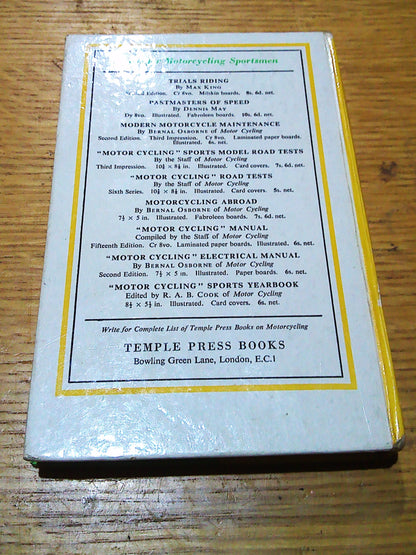 Motorcycling Sportsmen
TRIALS RIDING
By Max King
Second Edition. Cr 8vo. Milskin boards. 8s. 6d. net.
PASTMASTERS OF SPEED
By Dennis May
Dy 8vo. Illustrated. Fabroleen boards. 10s. 6d. net.
MODERN MOTORCYCLE MAINTENANCE
By Bernal Osborne of Motor Cycling
Second Edition. Third Impression. Cr 8vo. Laminated paper boards.
Illustrated. 6s. net.
"MOTOR CYCLING" SPORTS MODEL ROAD TESTS
By the Staff of Motor Cycling
Third Impression. 10¾ × 8¼ in. Illustrated. Card covers. 7s. 6d. net.
"MOTOR CYCLING" ROAD TESTS
By the Staff of Motor Cycling
Sixth Series. 10¾ × 8¼ in. Illustrated. Card covers. 5s. net.
MOTORCYCLING ABROAD
By Bernal Osborne of Motor Cycling
7½ × 5 in. Illustrated. Fabroleen boards. 7s. 6d. net.
"MOTOR CYCLING" MANUAL
Compiled by the Staff of Motor Cycling
Fifteenth Edition. Cr 8vo. Laminated paper boards. Illustrated. 6s. net.
"MOTOR CYCLING" ELECTRICAL MANUAL
By Bernal Osborne of Motor Cycling
Second Edition. 7½ × 5 in. Illustrated. Paper boards. 6s. net.
"MOTOR CYCLING" SPORTS YEARBOOK
Edited by R. A. B. Cook of Motor Cycling
8½ × 5½ in. Illustrated. Card covers. 6s. net.
Write for Complete List of Temple Press Books on Motorcycling
TEMPLE PRESS BOOKS
Bowling Green Lane, London, E.C.1